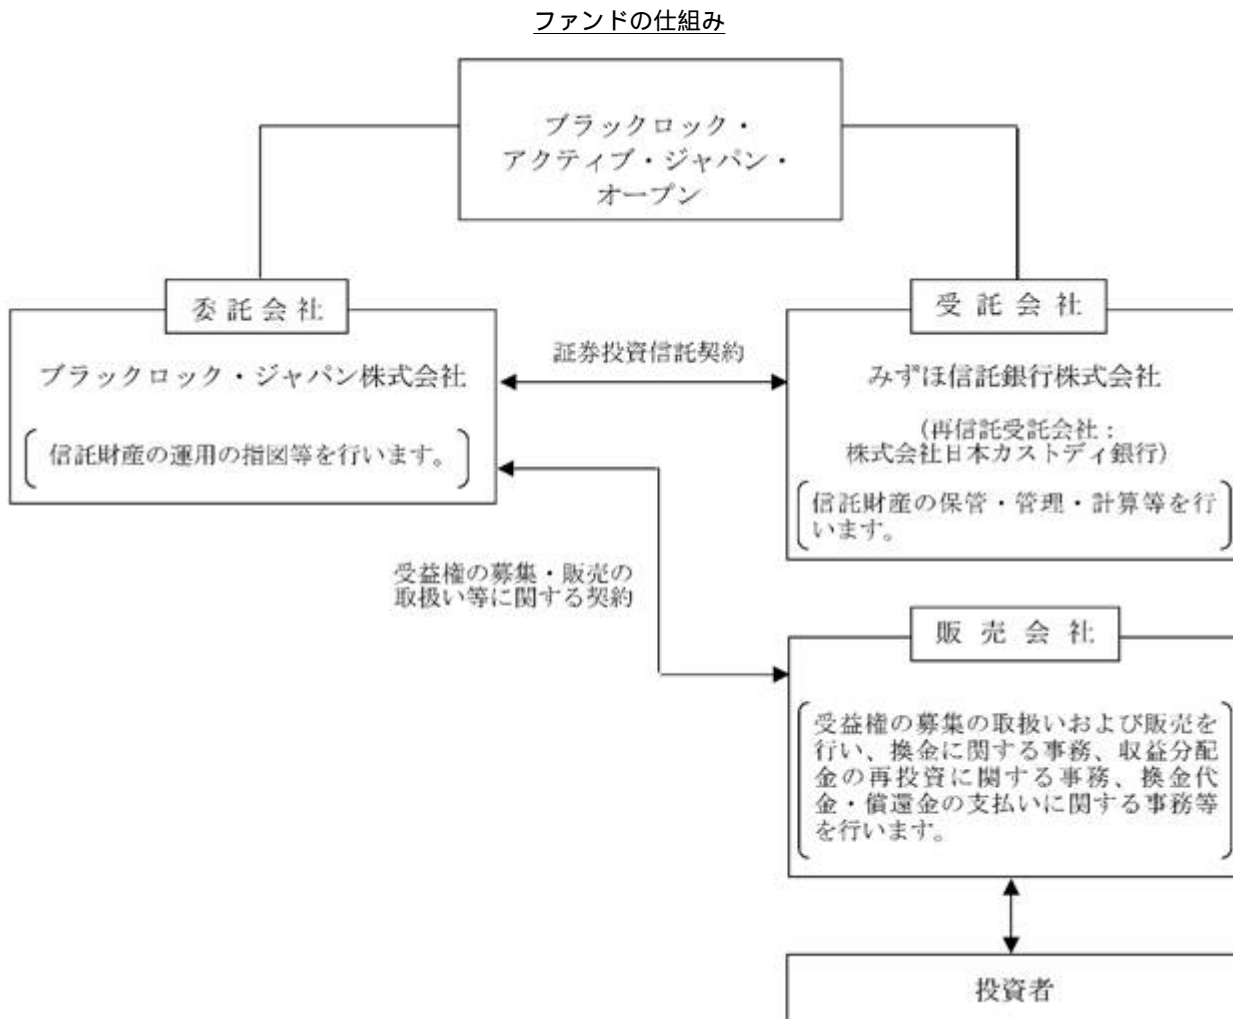 ファンドの仕組み
ブラックロック・
アクティブ・ジャパン・
オープン
委託会社
ブラックロック・ジャパン株式会社
信託財産の運用の指図等を行います。
証券投資信託契約
受託会社
みずほ信託銀行株式会社
(再信託受託会社：
株式会社日本カストディ銀行)
信託財産の保管・管理・計算等を行
います。
受益権の募集・販売の
取扱い等に関する契約
販売会社
受益権の募集の取扱いおよび販売を
行い、換金に関する事務、収益分配
金の再投資に関する事務、換金代
金・償還金の支払いに関する事務等
を行います。
投資者